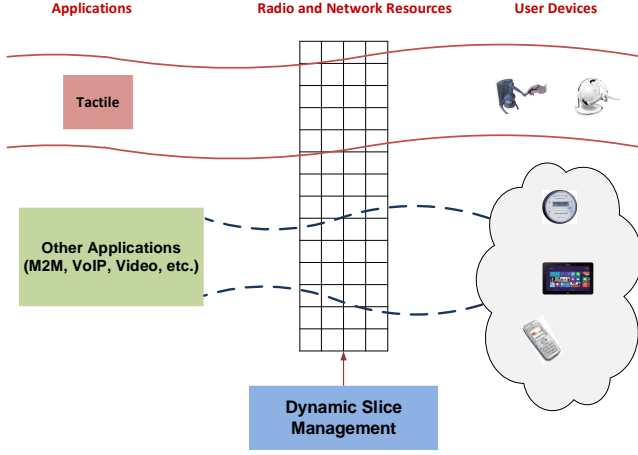 Applications
Radio and Network Resources
User Devices
Tactile
Other Applications
(M2M, VoIP, Video, etc.)
Dynamic Slice
Management